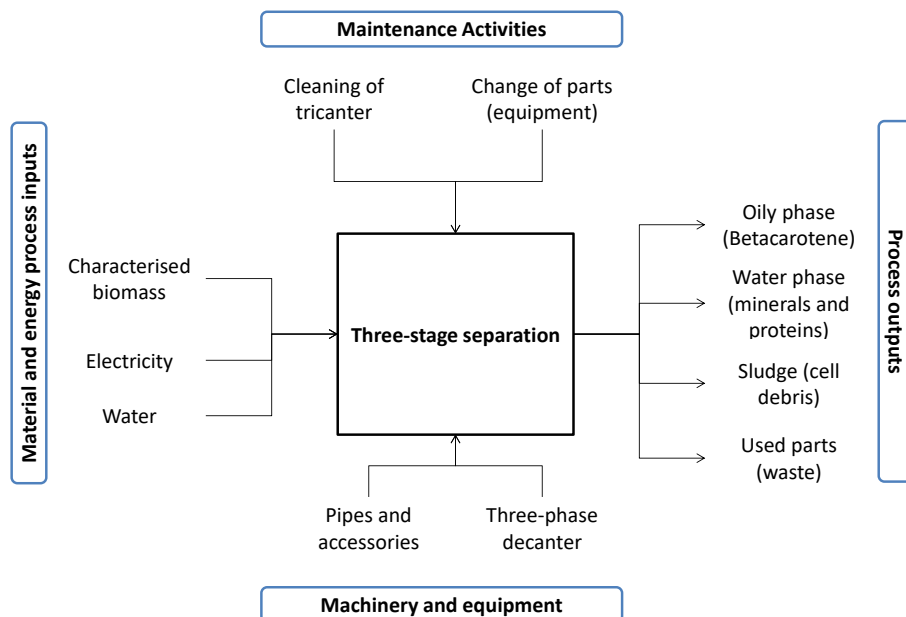 Maintenance Activities
Cleaning of
tricanter
Change of parts
(equipment)
Material and energy process inputs
Characterised
biomass
Electricity
Water
Three-stage separation
Oily phase
(Betacarotene)
Water phase
(minerals and
proteins)
Sludge (cell
debris)
Used parts
(waste)
Process outputs
Pipes and
accessories
Three-phase
decanter
Machinery and equipment